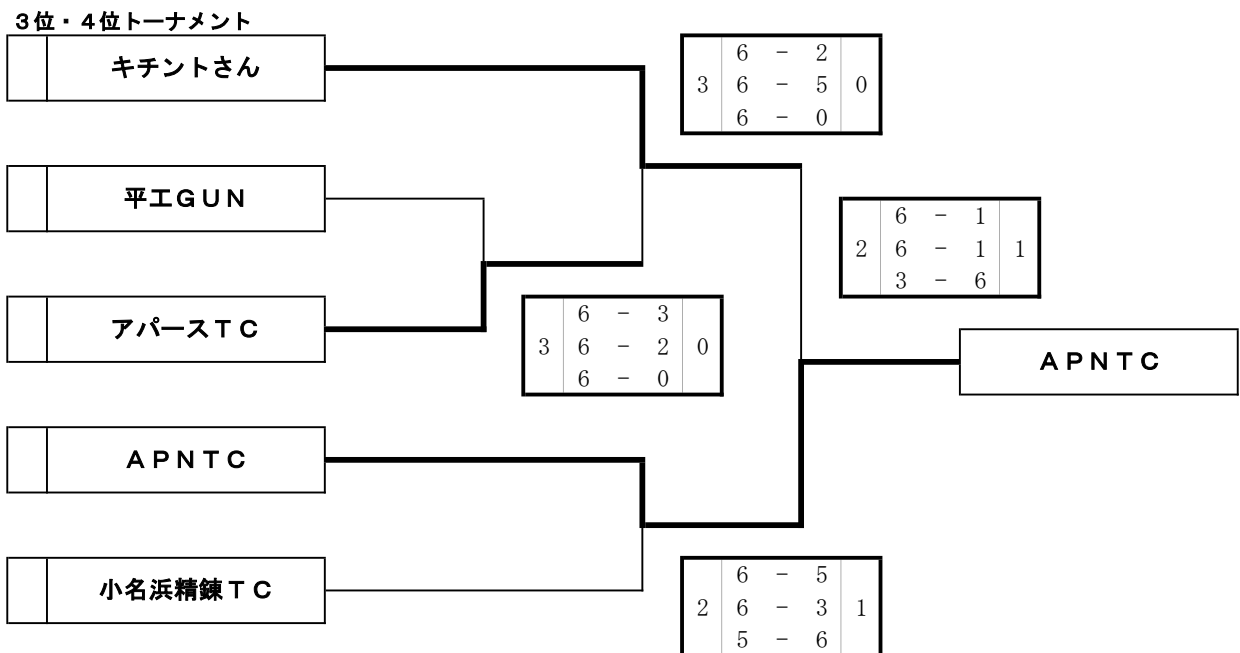 3位・4位トーナメント
キチントさん
6 - 2
3 6 - 5 0
6 - 0
平工GUN
6 - 1
2 6 - 1 1
3 - 6
アパースTC
6 - 3
3 6 - 2 0
6 - 0
APNTC
APNTC
小名浜精錬TC
6 - 5
2 6 - 3 1
5 - 6